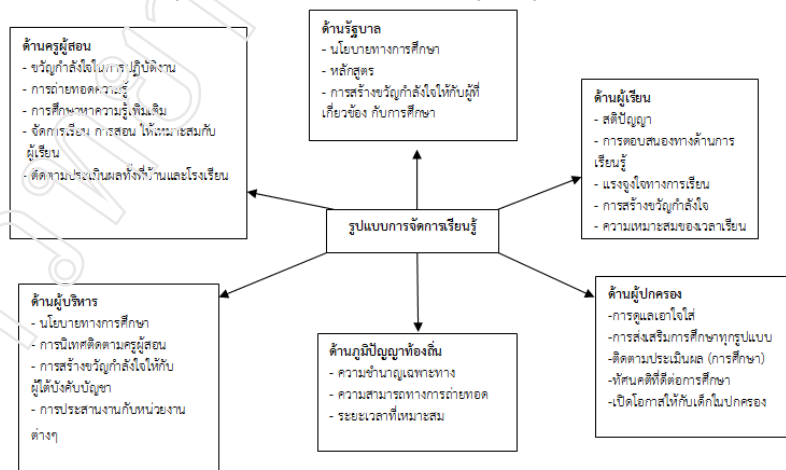 ด้านครูผู้สอน
- ขวัญกำลังใจในการปฏิบัติงาน
- การถ่ายทอดความรู้
- การศึกษาหาความรู้เพิ่มเติม
- จัดการเรียน การสอน ให้เหมาะสมกับ
ผู้เรียน
- ติดตามประเมินผลทั้งที่บ้านและโรงเรียน
ด้านรัฐบาล
- นโยบายทางการศึกษา
- หลักสูตร
- การสร้างขวัญกำลังใจให้กับผู้ที่
เกี่ยวข้อง กับการศึกษา
ด้านผู้เรียน
- สติปัญญา
- การตอบสนองทางด้านการ
เรียนรู้
- แรงจูงใจทางการเรียน
- การสร้างขวัญกำลังใจ
- ความเหมาะสมของเวลาเรียน
รูปแบบการจัดการเรียนรู้
ด้านผู้บริหาร
- นโยบายทางการศึกษา
- การนิเทศติดตามครูผู้สอน
- การสร้างขวัญกำลังใจให้กับ
ผู้ใต้บังคับบัญชา
- การประสานงานกับหน่วยงาน
ต่างๆ
ด้านภูมิปัญญาท้องถิ่น
- ความชำนาญเฉพาะทาง
- ความสามารถทางการถ่ายทอด
- ระยะเวลาที่เหมาะสม
ด้านผู้ปกครอง
-การดูแลเอาใจใส่
-การส่งเสริมการศึกษาทุกรูปแบบ
-ติดตามประเมินผล (การศึกษา)
-ทัศนคติที่ดีต่อการศึกษา
-เปิดโอกาสให้กับเด็กในปกครอง